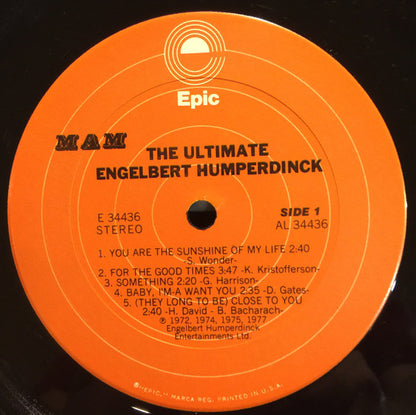 Epic
MAM
THE ULTIMATE
ENGELBERT HUMPERDINCK
E 34436
STEREO
SIDE 1
AL 34436
1. YOU ARE THE SUNSHINE OF MY LIFE 2:40
-S. Wonder-
2. FOR THE GOOD TIMES 3:47 -K. Kristofferson-
3. SOMETHING 2:20 -G. Harrison-
4. BABY, I'M-A WANT YOU 2:35 -D. Gates-
5. (THEY LONG TO BE) CLOSE TO YOU
2:40 -H. David - B. Bacharach-
℗ 1972, 1974, 1975, 1977
Engelbert Humperdinck
Entertainments Ltd.
®"EPIC," MARCA REG. PRINTED IN U.S.A.